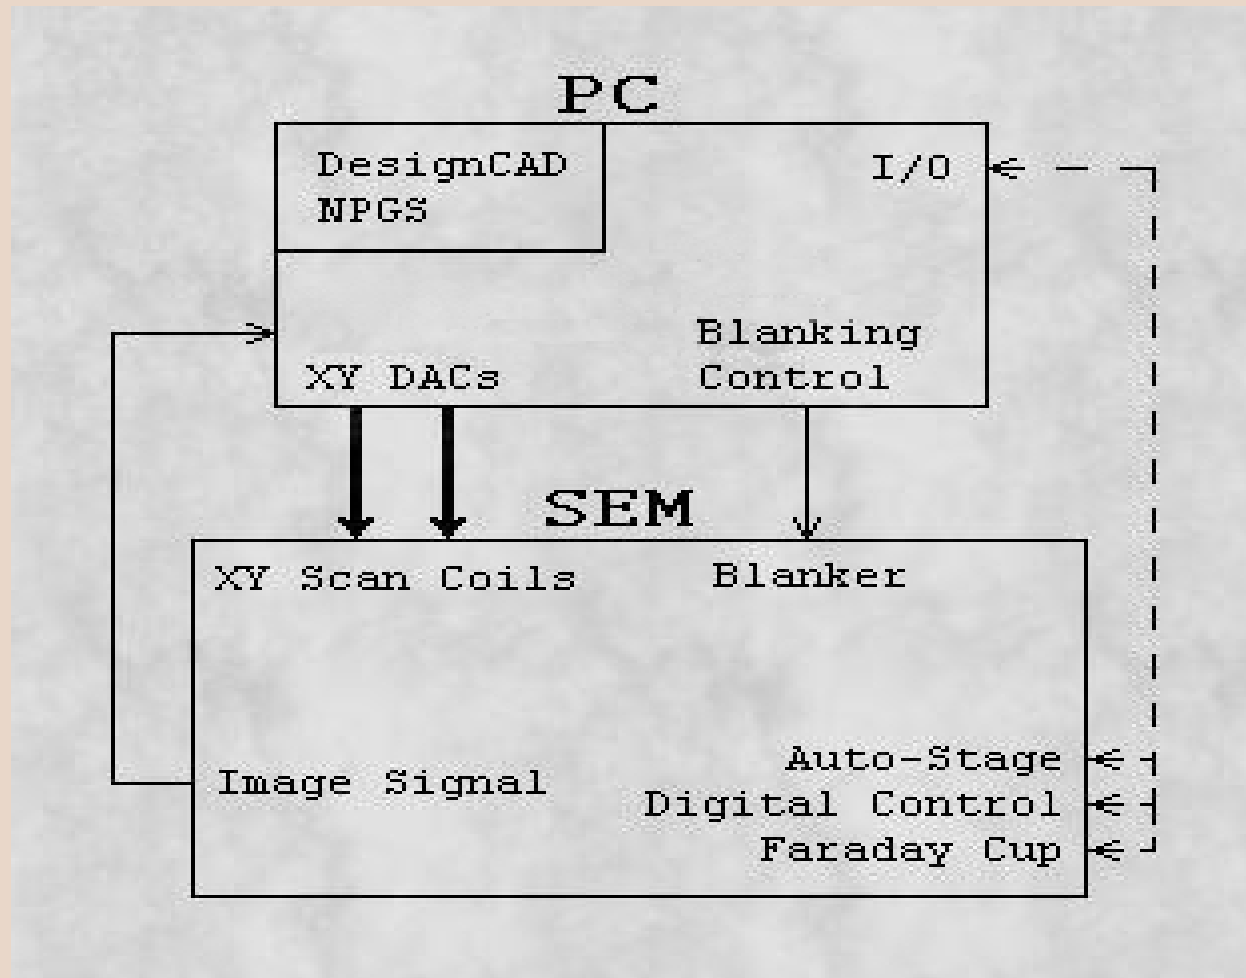 PC
DesignCAD
NPGS
I/O
Blanking
Control
XY DACs
SEM
XY Scan Coils
Blanker
Image Signal
Auto-Stage
Digital Control
Faraday Cup